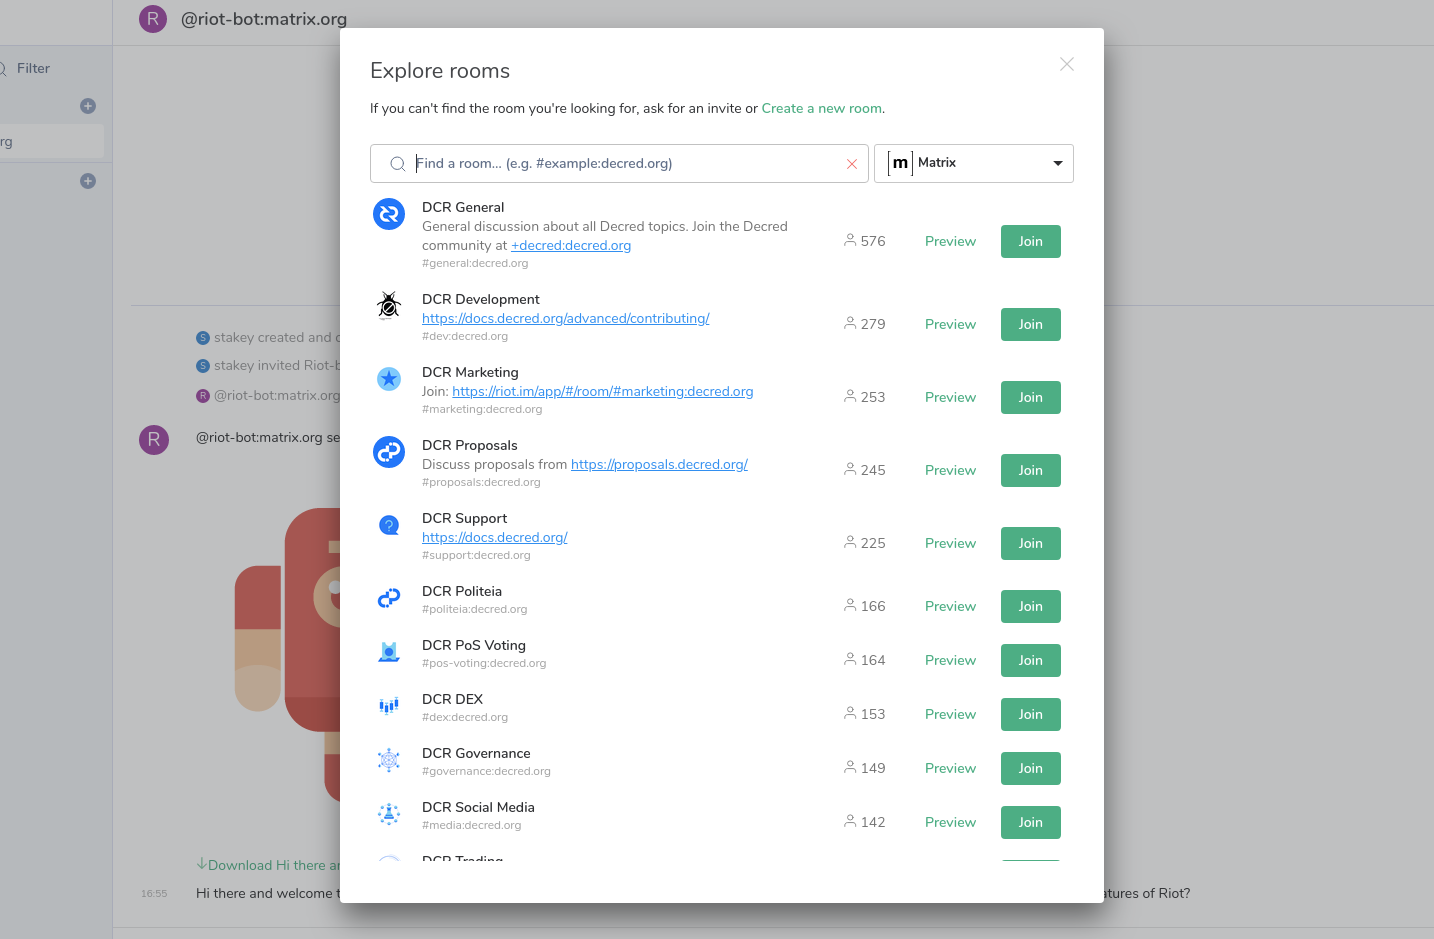 R @riot-bot:matrix.org
Filter
rg
Explore rooms
If you can't find the room you're looking for, ask for an invite or Create a new room.
Find a room... (e.g. #example:decred.org)
[m] Matrix
DCR General
General discussion about all Decred topics. Join the Decred
community at +decred:decred.org
#general:decred.org
576 Preview Join
DCR Development
https://docs.decred.org/advanced/contributing/
#dev:decred.org
279 Preview Join
DCR Marketing
Join: https://riot.im/app/#/room/#marketing:decred.org
#marketing:decred.org
253 Preview Join
DCR Proposals
Discuss proposals from https://proposals.decred.org/
#proposals:decred.org
245 Preview Join
DCR Support
https://docs.decred.org/
#support:decred.org
225 Preview Join
DCR Politeia
#politeia:decred.org
166 Preview Join
DCR PoS Voting
#pos-voting:decred.org
164 Preview Join
DCR DEX
#dex:decred.org
153 Preview Join
DCR Governance
#governance:decred.org
149 Preview Join
DCR Social Media
#media:decred.org
142 Preview Join
DCR Trading
S stakey created and c
S stakey invited Riot-b
R @riot-bot:matrix.org
R @riot-bot:matrix.org se
Download Hi there an
16:55 Hi there and welcome t
atures of Riot?